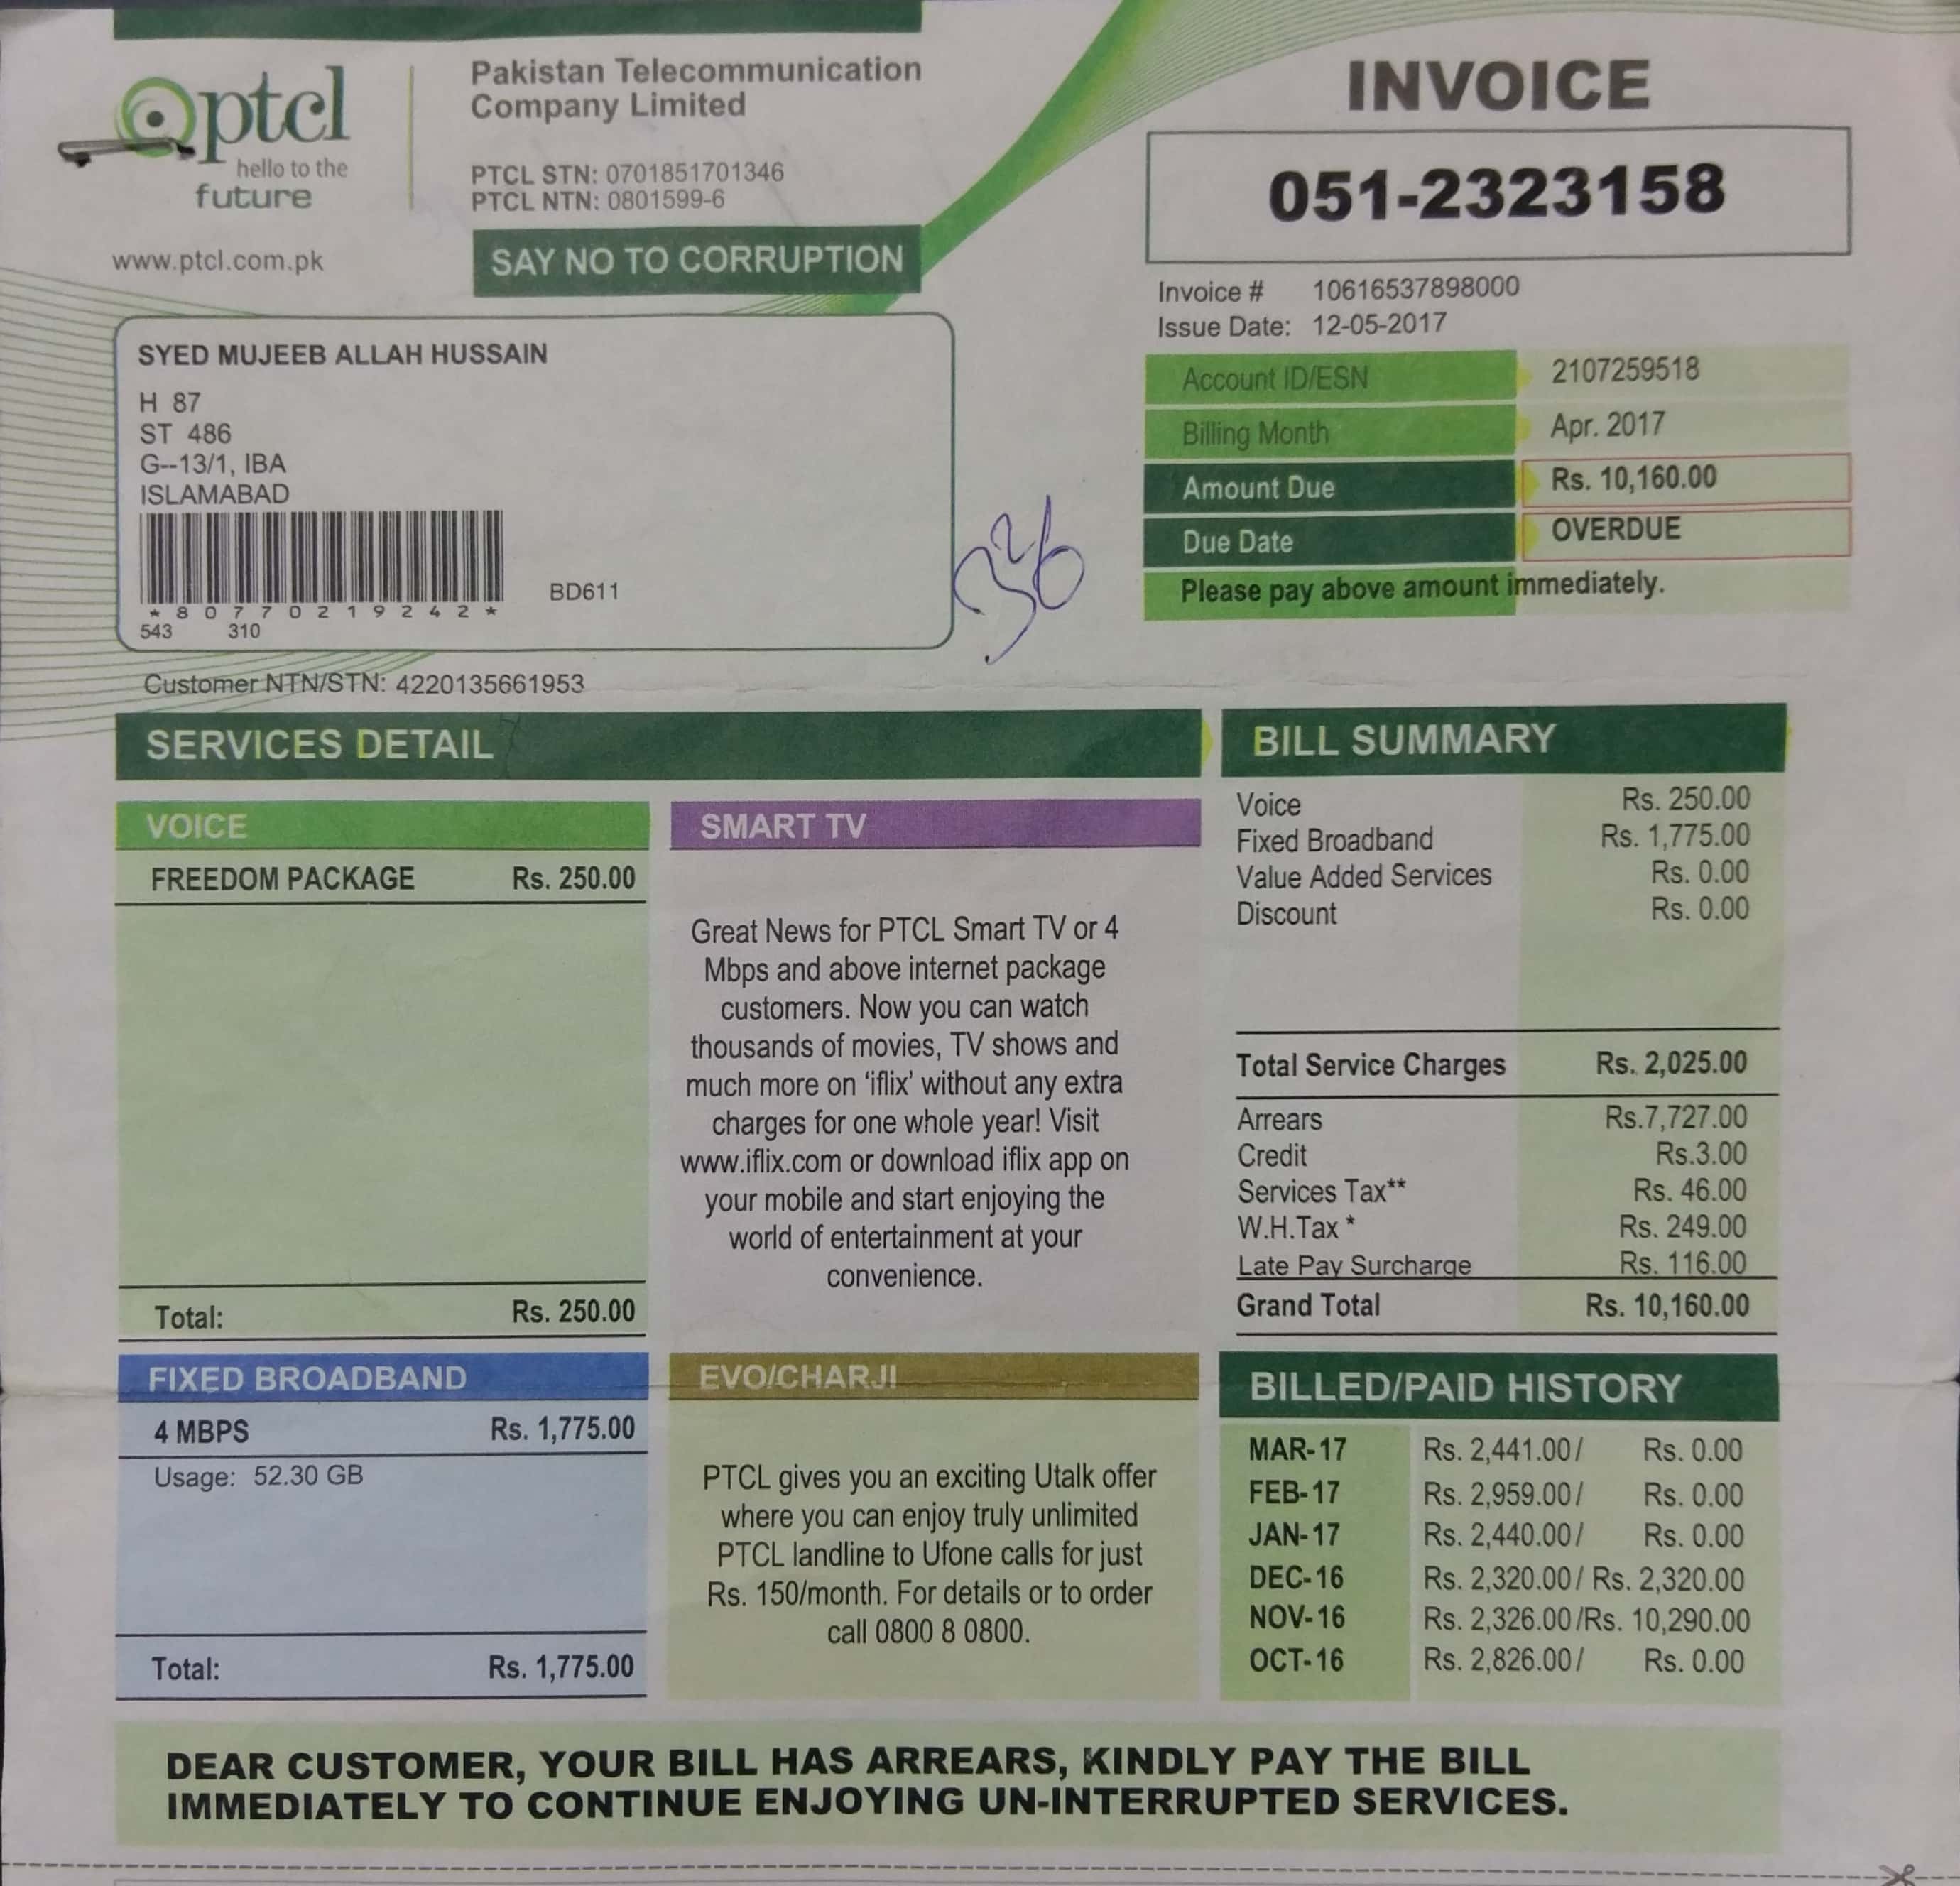 ptcl
hello to the
future
www.ptcl.com.pk
Pakistan Telecommunication
Company Limited
PTCL STN: 0701851701346
PTCL NTN: 0801599-6
SAY NO TO CORRUPTION
INVOICE
051-2323158
Invoice # 10616537898000
Issue Date: 12-05-2017
Account ID/ESN 2107259518
Billing Month Apr. 2017
Amount Due Rs. 10,160.00
Due Date OVERDUE
Please pay above amount immediately.
SYED MUJEEB ALLAH HUSSAIN
H 87
ST 486
G--13/1, IBA
ISLAMABAD
*80770219242*
543 310
BD611
326
Customer NTN/STN: 4220135661953
SERVICES DETAIL
VOICE
FREEDOM PACKAGE Rs. 250.00
Total: Rs. 250.00
SMART TV
Great News for PTCL Smart TV or 4
Mbps and above internet package
customers. Now you can watch
thousands of movies, TV shows and
much more on ‘iflix’ without any extra
charges for one whole year! Visit
www.iflix.com or download iflix app on
your mobile and start enjoying the
world of entertainment at your
convenience.
FIXED BROADBAND
4 MBPS Rs. 1,775.00
Usage: 52.30 GB
Total: Rs. 1,775.00
EVO/CHARJI
PTCL gives you an exciting Utalk offer
where you can enjoy truly unlimited
PTCL landline to Ufone calls for just
Rs. 150/month. For details or to order
call 0800 8 0800.
BILL SUMMARY
Voice Rs. 250.00
Fixed Broadband Rs. 1,775.00
Value Added Services Rs. 0.00
Discount Rs. 0.00
Total Service Charges Rs. 2,025.00
Arrears Rs.7,727.00
Credit Rs.3.00
Services Tax** Rs. 46.00
W.H.Tax * Rs. 249.00
Late Pay Surcharge Rs. 116.00
Grand Total Rs. 10,160.00
BILLED/PAID HISTORY
MAR-17 Rs. 2,441.00/ Rs. 0.00
FEB-17 Rs. 2,959.00/ Rs. 0.00
JAN-17 Rs. 2,440.00/ Rs. 0.00
DEC-16 Rs. 2,320.00/ Rs. 2,320.00
NOV-16 Rs. 2,326.00/Rs. 10,290.00
OCT-16 Rs. 2,826.00/ Rs. 0.00
DEAR CUSTOMER, YOUR BILL HAS ARREARS, KINDLY PAY THE BILL
IMMEDIATELY TO CONTINUE ENJOYING UN-INTERRUPTED SERVICES.